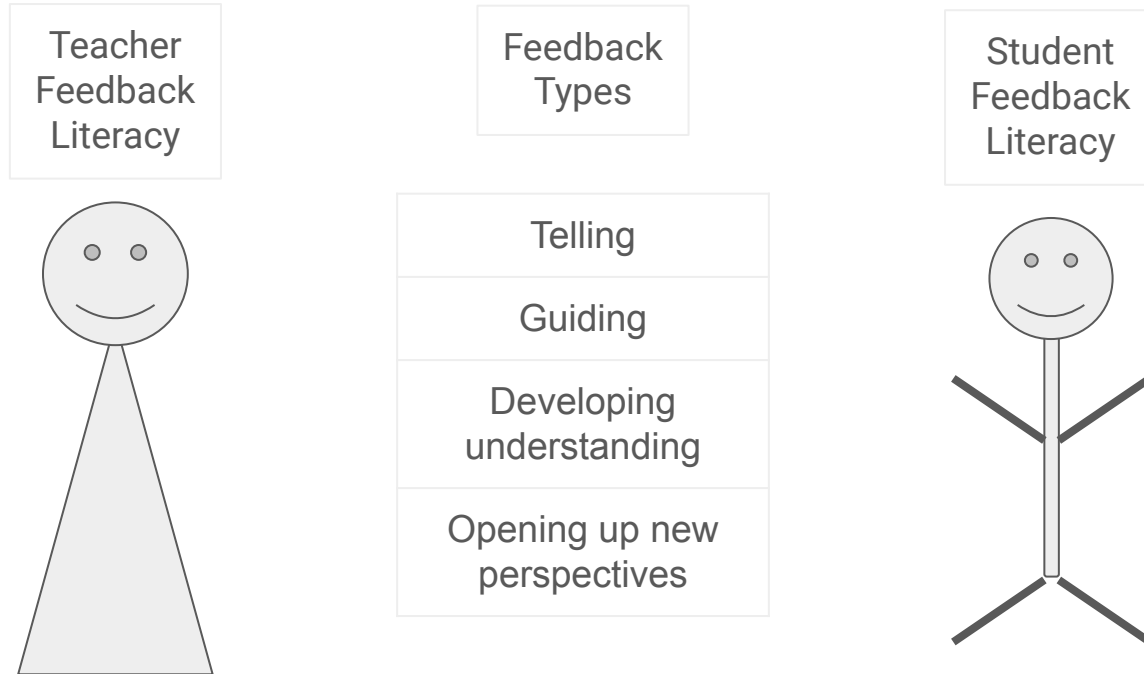 Teacher
Feedback
Literacy
Feedback
Types
Student
Feedback
Literacy
Telling
Guiding
Developing
understanding
Opening up new
perspectives